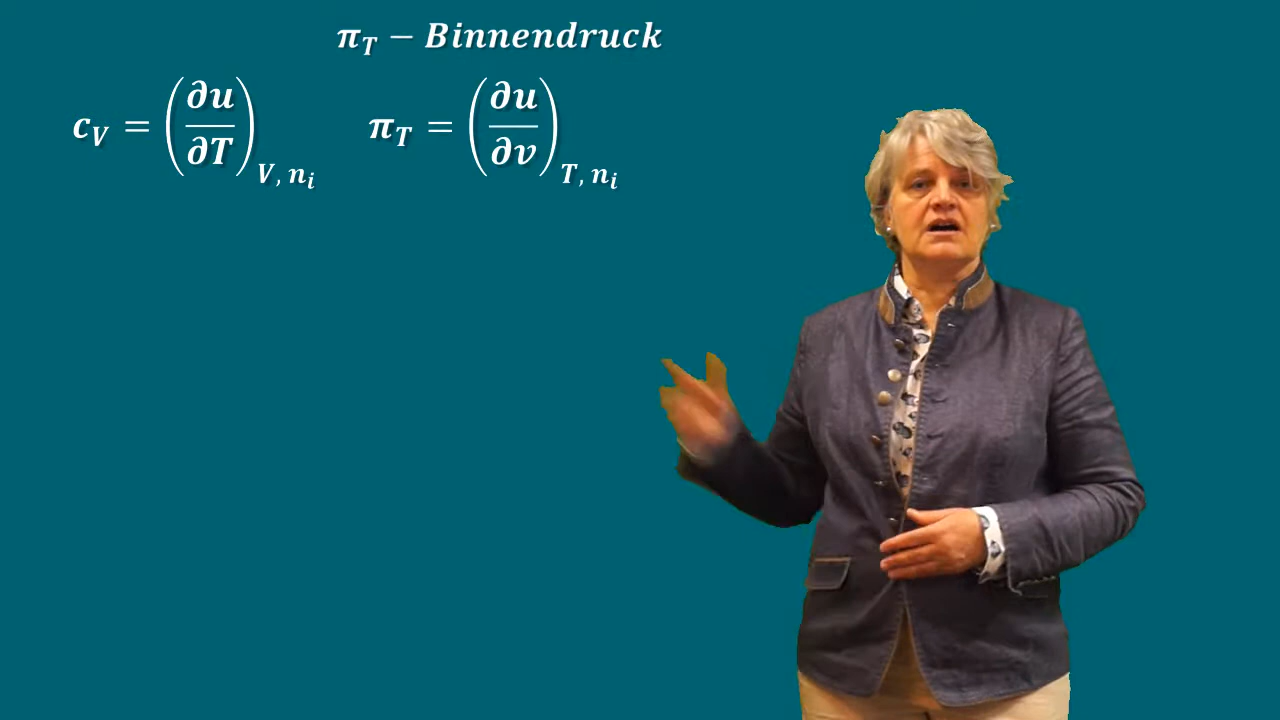 π_T − Binnendruck
c_V = (∂u/∂T)_{V, n_i} π_T = (∂u/∂v)_{T, n_i}